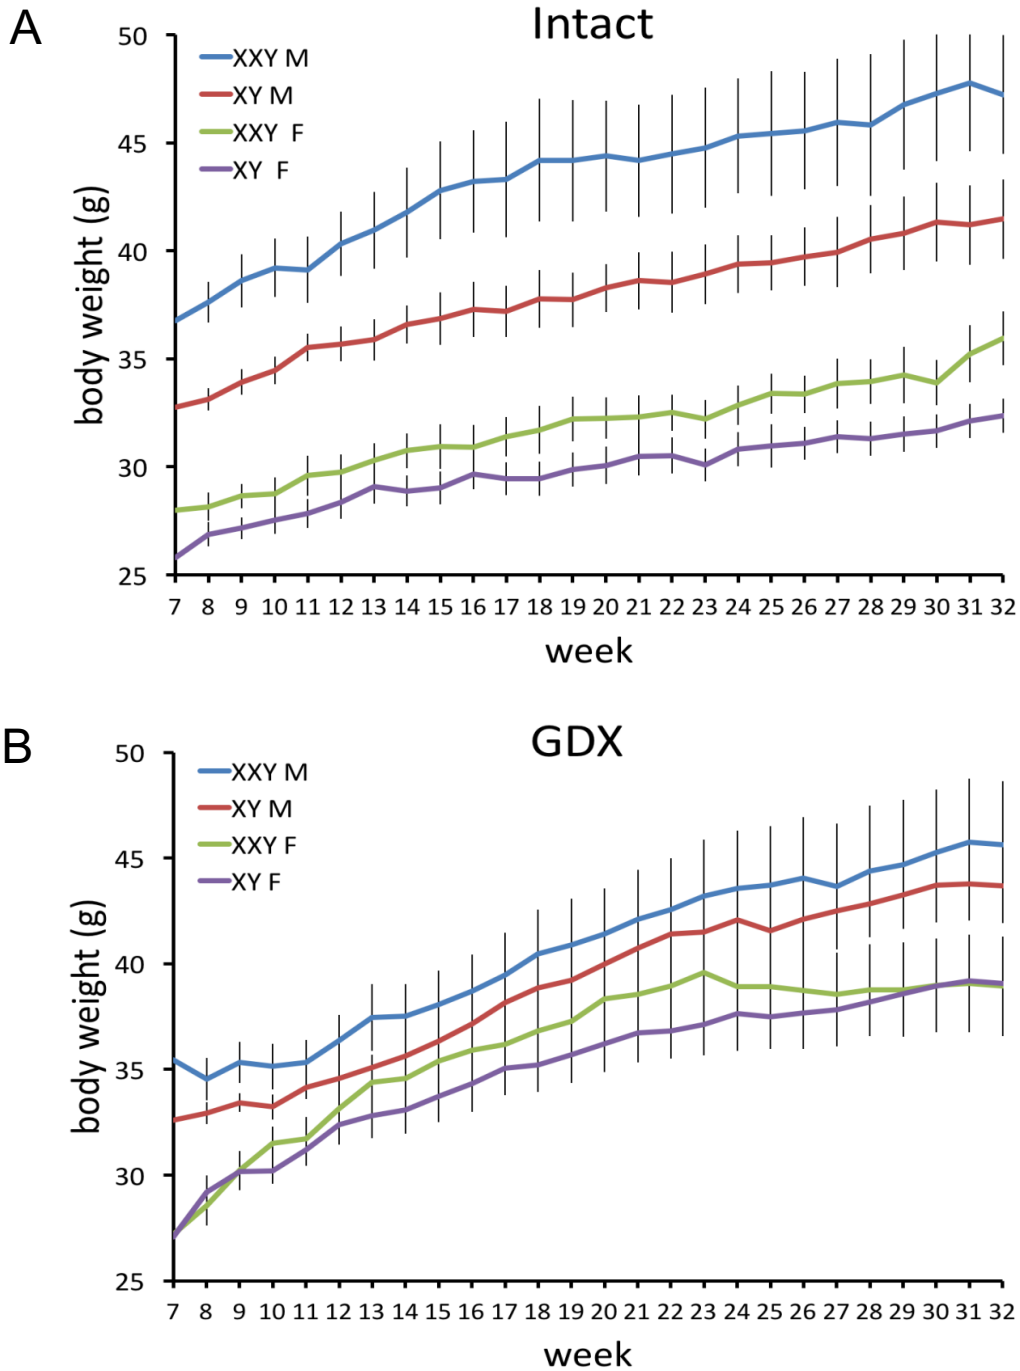 A
Intact
50
45
40
35
30
25
body weight (g)
XXY M
XY M
XXY F
XY F
7 8 9 10 11 12 13 14 15 16 17 18 19 20 21 22 23 24 25 26 27 28 29 30 31 32
week
B
GDX
50
45
40
35
30
25
body weight (g)
XXY M
XY M
XXY F
XY F
7 8 9 10 11 12 13 14 15 16 17 18 19 20 21 22 23 24 25 26 27 28 29 30 31 32
week